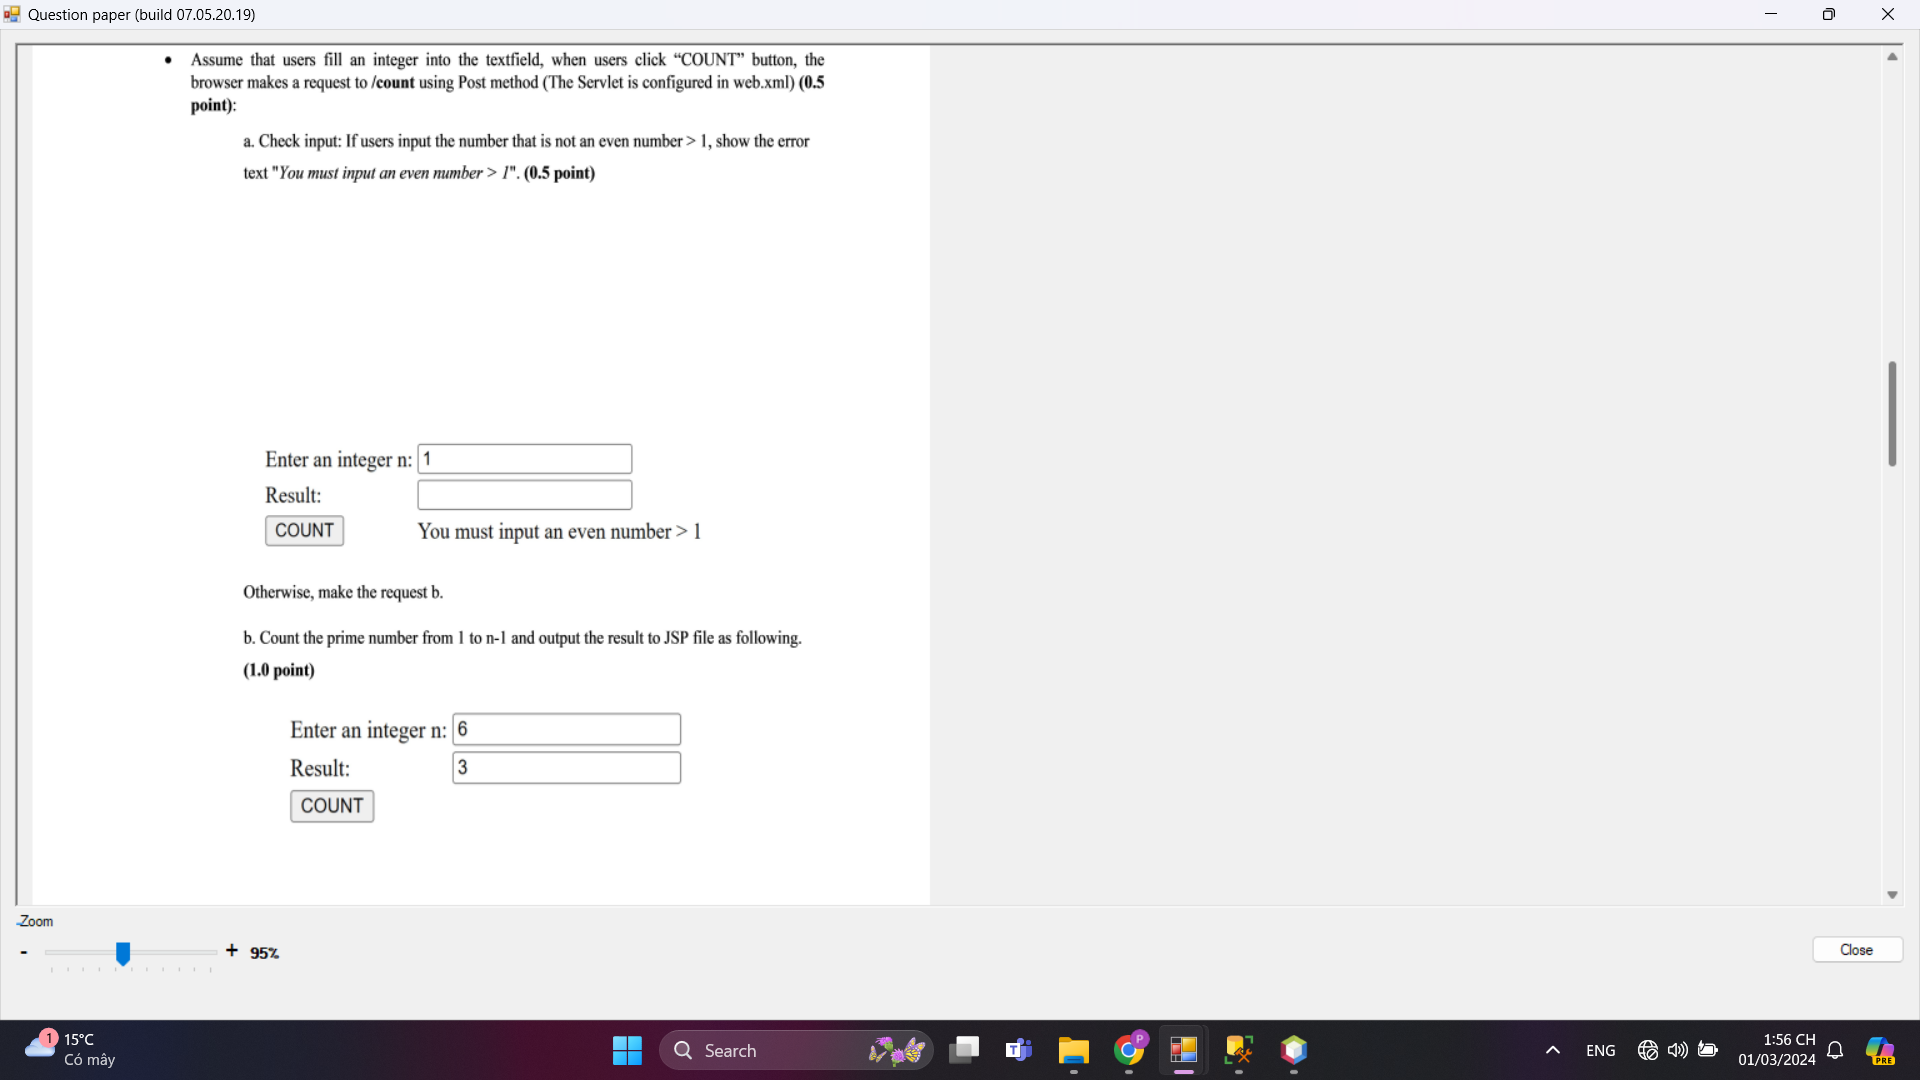 Question paper (build 07.05.20.19)
• Assume that users fill an integer into the textfield, when users click “COUNT” button, the
browser makes a request to /count using Post method (The Servlet is configured in web.xml) (0.5
point):
a. Check input: If users input the number that is not an even number > 1, show the error
text "You must input an even number > 1". (0.5 point)
Enter an integer n: 1
Result:
COUNT You must input an even number > 1
Otherwise, make the request b.
b. Count the prime number from 1 to n-1 and output the result to JSP file as following.
(1.0 point)
Enter an integer n: 6
Result: 3
COUNT
Zoom
- + 95%
Close
1 15°C
Có mây
Search
P
T
ENG
1:56 CH
01/03/2024
PRE